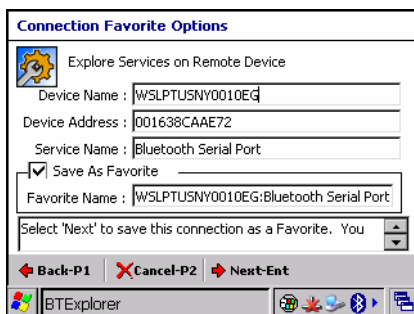 Connection Favorite Options
Explore Services on Remote Device
Device Name : WSLPTUSNY0010EG
Device Address : 001638CAAE72
Service Name : Bluetooth Serial Port
Save As Favorite
Favorite Name : WSLPTUSNY0010EG:Bluetooth Serial Port
Select 'Next' to save this connection as a Favorite. You
Back-P1 Cancel-P2 Next-Ent
BTExplorer